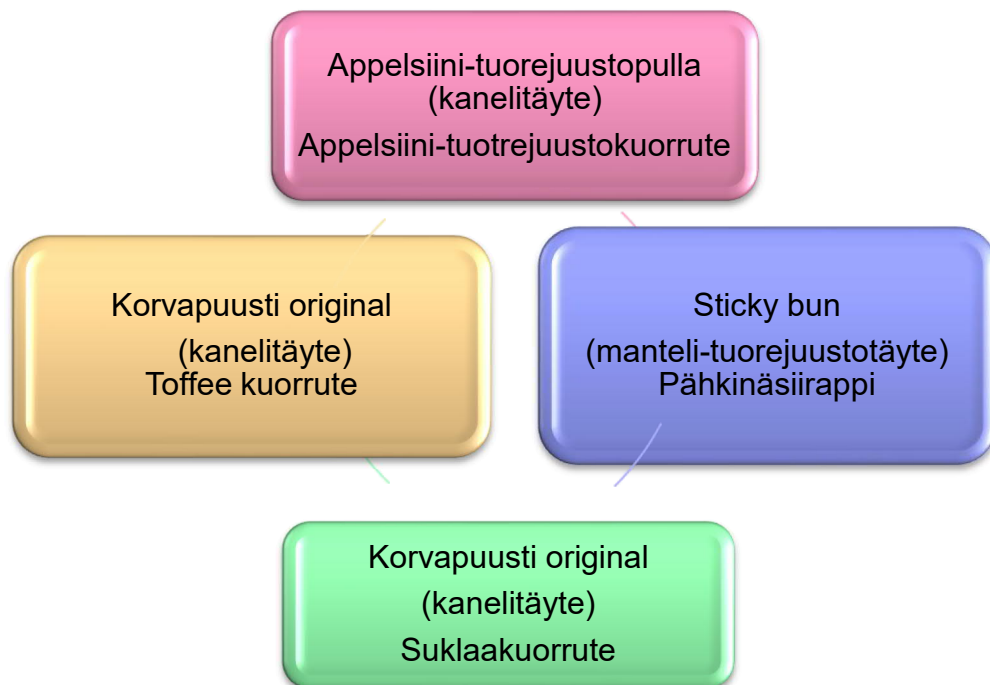 Appelsiini-tuorejuustopulla
(kanelitäyte)
Appelsiini-tuotrejuustokuorrute
Korvapuusti original
(kanelitäyte)
Toffee kuorrute
Sticky bun
(manteli-tuorejuustotäyte)
Pähkinäsiirappi
Korvapuusti original
(kanelitäyte)
Suklaakuorrute